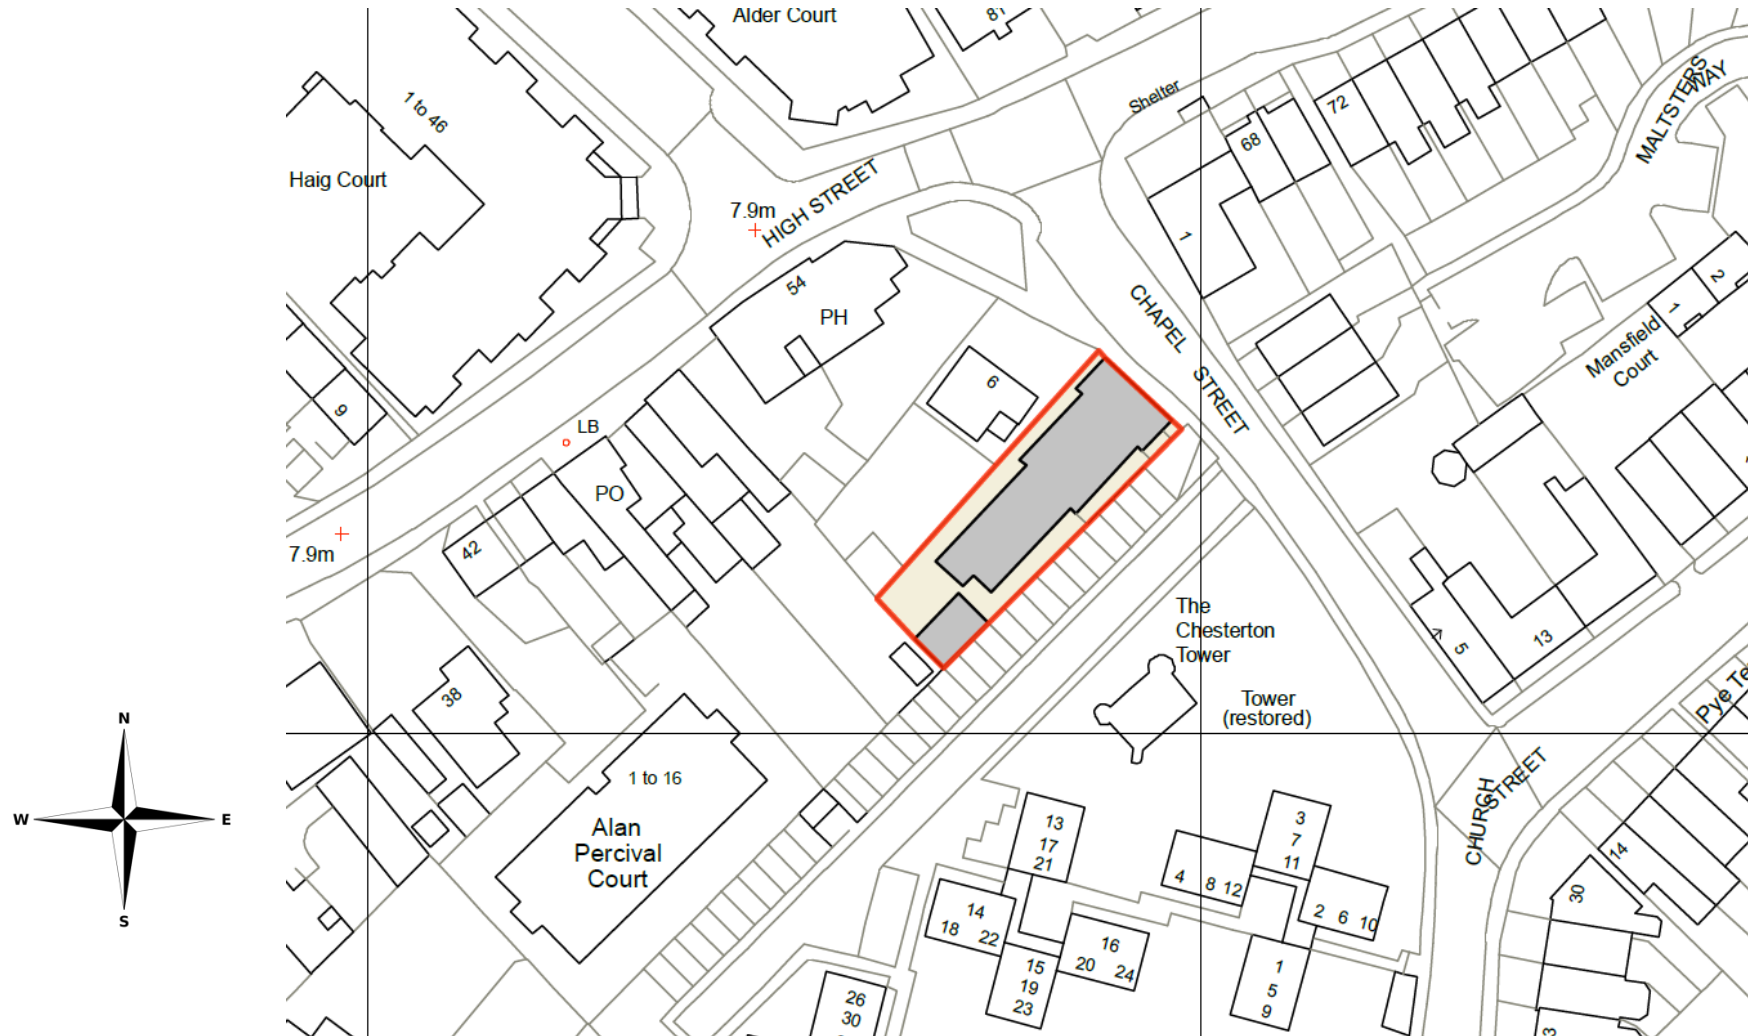 Alder Court
81
1 to 46
Shelter
72
MALTSTERS
WAY
68
Haig Court
7.9m
HIGH STREET
1
54
PH
CHAPEL
STREET
2
1
Mansfield
Court
6
9
LB
PO
42
7.9m
The
Chesterton
Tower
5
13
38
Tower
(restored)
Pye Te
N
W
E
S
1 to 16
Alan
Percival
Court
CHURCH
STREET
13
17
21
3
7
11
4
8 12
2 6 10
14
30
14
18 22
16
20 24
15
19
23
1
5
9
26
30
3